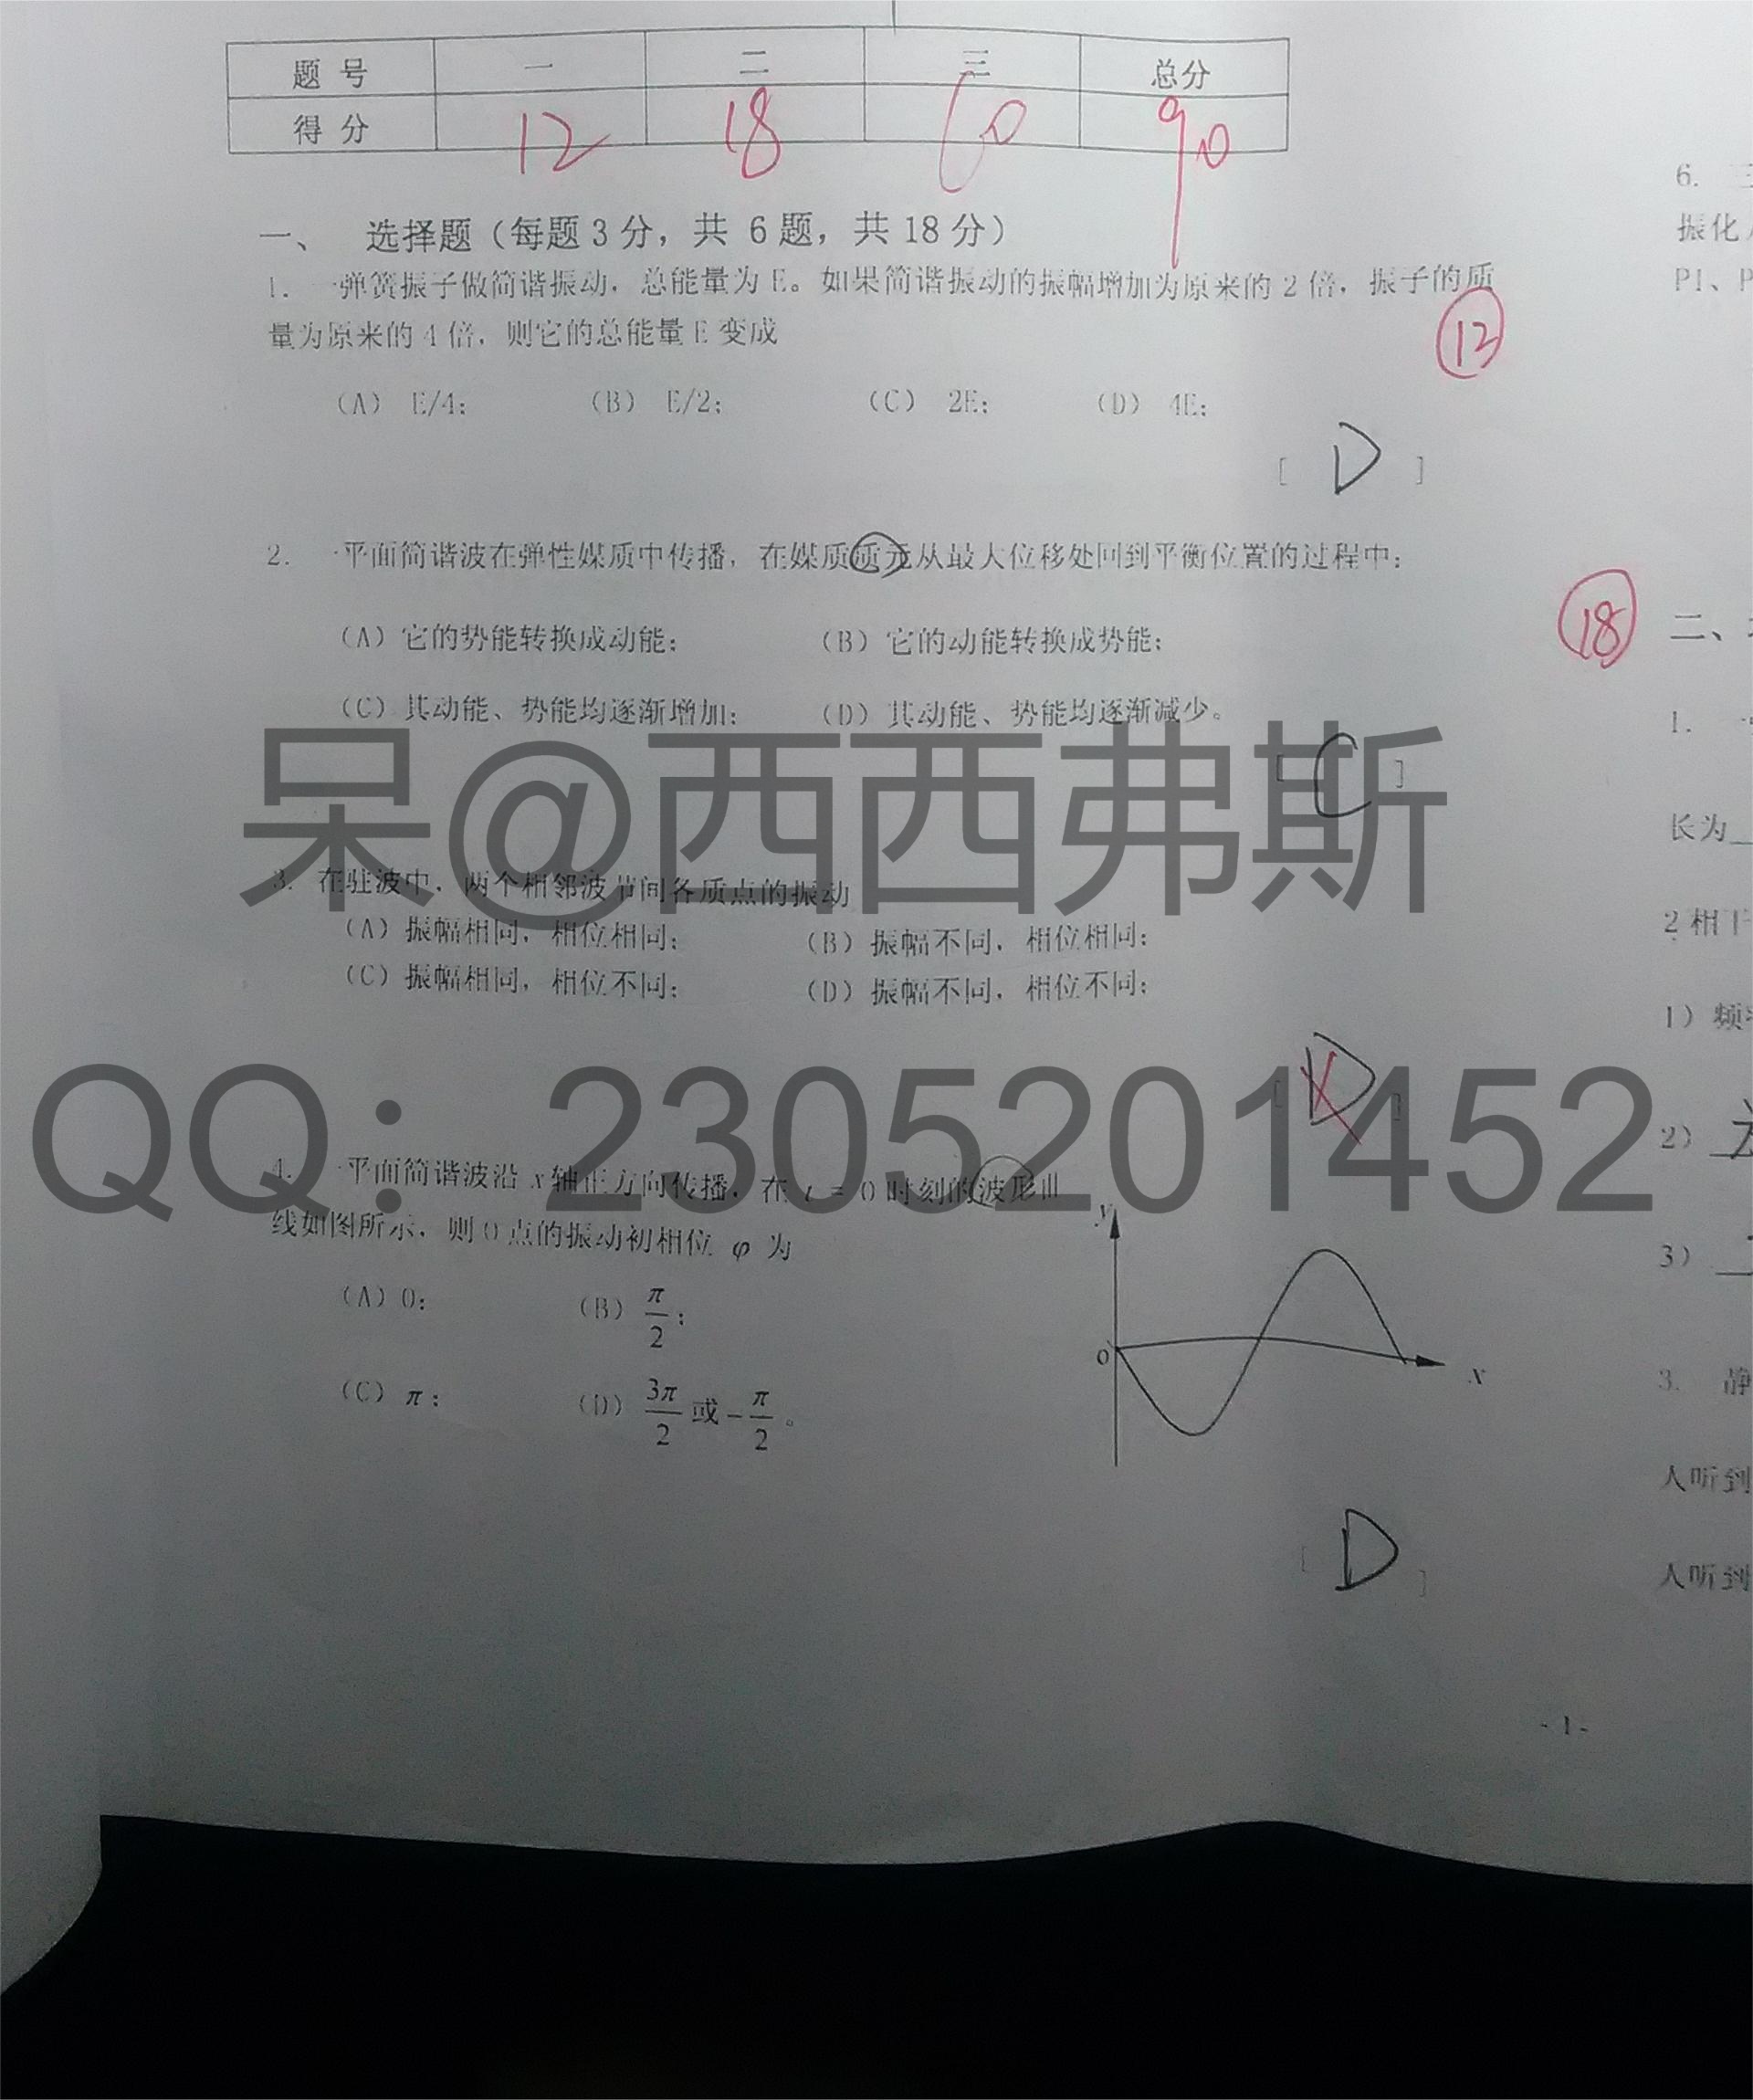 题 号 一 二 三 总分
得 分 12 18 60 90
一、 选择题（每题 3 分，共 6 题，共 18 分）
1. 一弹簧振子做简谐振动，总能量为 E。如果简谐振动的振幅增加为原来的 2 倍，振子的质
量为原来的 4 倍，则它的总能量 E 变成
12
（A） E/4； （B） E/2； （C） 2E； （D） 4E；
[ D ]
2. 一平面简谐波在弹性媒质中传播，在媒质质元从最大位移处回到平衡位置的过程中：
（A）它的势能转换成动能； （B）它的动能转换成势能；
（C）其动能、势能均逐渐增加； （D）其动能、势能均逐渐减少。
[ C ]
呆@西西弗斯
3. 在驻波中，两个相邻波节间各质点的振动
（A）振幅相同，相位相同； （B）振幅不同，相位相同；
（C）振幅相同，相位不同； （D）振幅不同，相位不同；
[ D ]
QQ：2305201452
4. 一平面简谐波沿 x 轴正方向传播，在 t = 0 时刻的波形曲
线如图所示，则 0 点的振动初相位 φ 为
（A）0； （B）π/2；
（C）π； （D）3π/2 或 -π/2。
y
o
x
[ D ]
- 1 -
6.
振化
P1、P
18
二、
1.
长为
2 相干
1）频率
2）
3）
3. 静
人听到
人听到